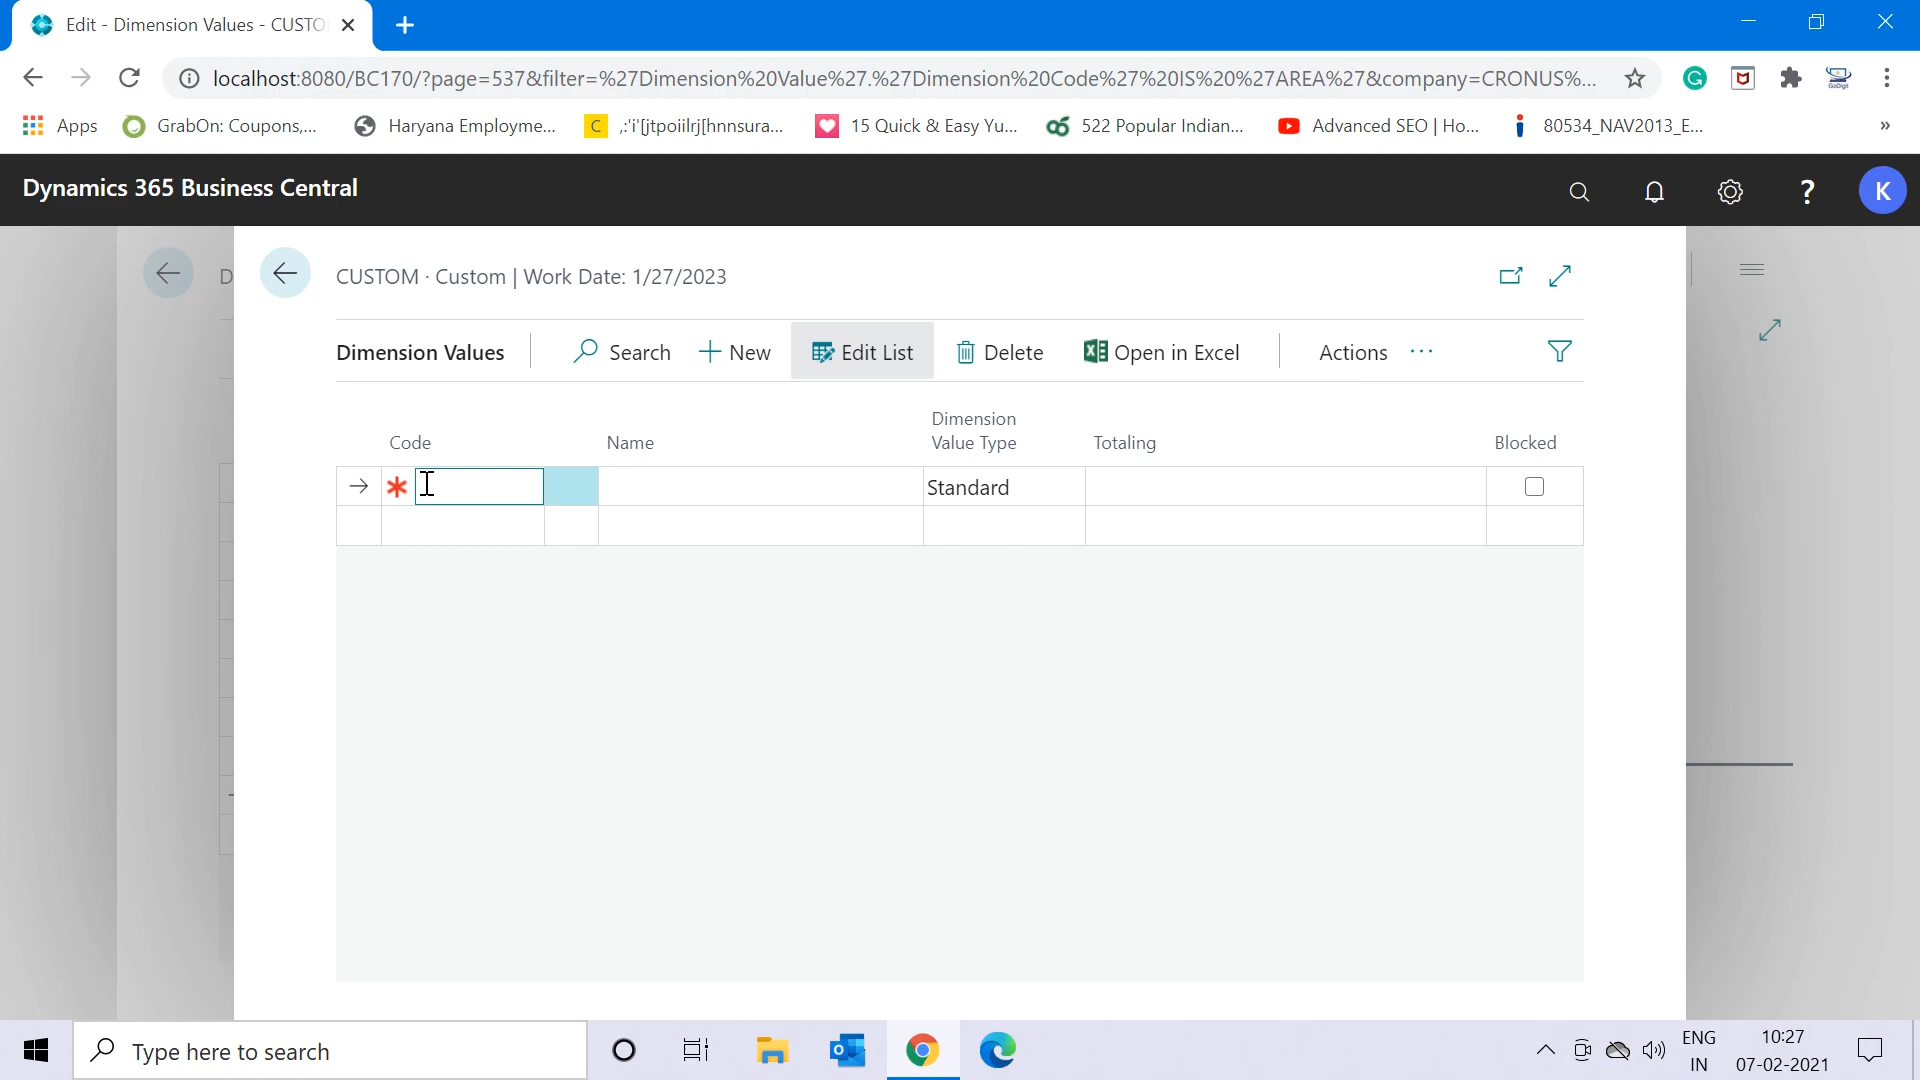 Edit - Dimension Values - CUSTO
localhost:8080/BC170/?page=537&filter=%27Dimension%20Value%27.%27Dimension%20Code%27%20IS%20%27AREA%27&company=CRONUS%...
Apps
GrabOn: Coupons,...
Haryana Employme...
C
,;'i'[jtpoiilrj[hnnsura...
15 Quick & Easy Yu...
522 Popular Indian...
Advanced SEO | Ho...
80534_NAV2013_E...
»
Dynamics 365 Business Central
?
K
D
CUSTOM · Custom | Work Date: 1/27/2023
Dimension Values
Search
New
Edit List
Delete
Open in Excel
Actions
...
Code
Name
Dimension
Value Type
Totaling
Blocked
Standard
Type here to search
ENG
IN
10:27
07-02-2021